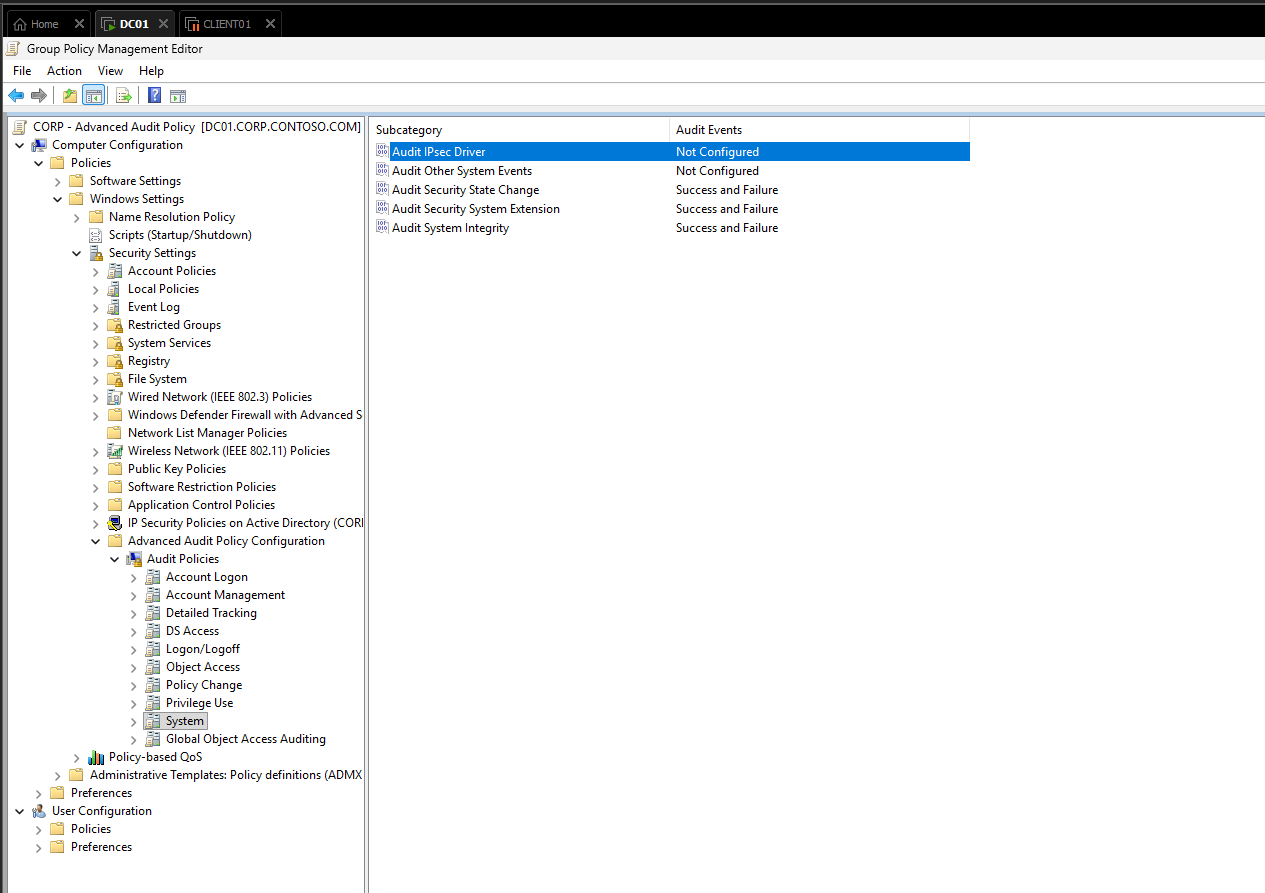 Home
DC01
CLIENT01
Group Policy Management Editor
File Action View Help
CORP - Advanced Audit Policy [DC01.CORP.CONTOSO.COM]
Computer Configuration
Policies
Software Settings
Windows Settings
Name Resolution Policy
Scripts (Startup/Shutdown)
Security Settings
Account Policies
Local Policies
Event Log
Restricted Groups
System Services
Registry
File System
Wired Network (IEEE 802.3) Policies
Windows Defender Firewall with Advanced S
Network List Manager Policies
Wireless Network (IEEE 802.11) Policies
Public Key Policies
Software Restriction Policies
Application Control Policies
IP Security Policies on Active Directory (CORI
Advanced Audit Policy Configuration
Audit Policies
Account Logon
Account Management
Detailed Tracking
DS Access
Logon/Logoff
Object Access
Policy Change
Privilege Use
System
Global Object Access Auditing
Policy-based QoS
Administrative Templates: Policy definitions (ADMX
Preferences
User Configuration
Policies
Preferences
Subcategory Audit Events
Audit IPsec Driver Not Configured
Audit Other System Events Not Configured
Audit Security State Change Success and Failure
Audit Security System Extension Success and Failure
Audit System Integrity Success and Failure